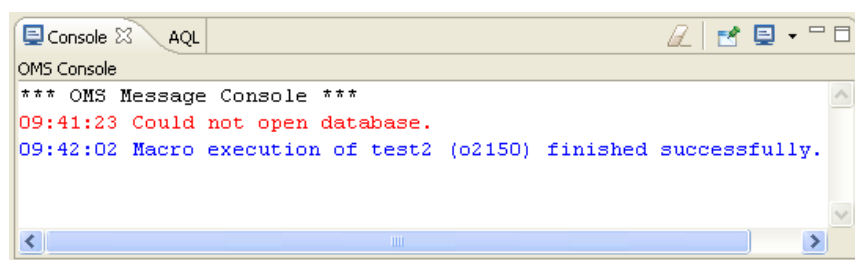 Console AQL
OMS Console
*** OMS Message Console ***
09:41:23 Could not open database.
09:42:02 Macro execution of test2 (o2150) finished successfully.